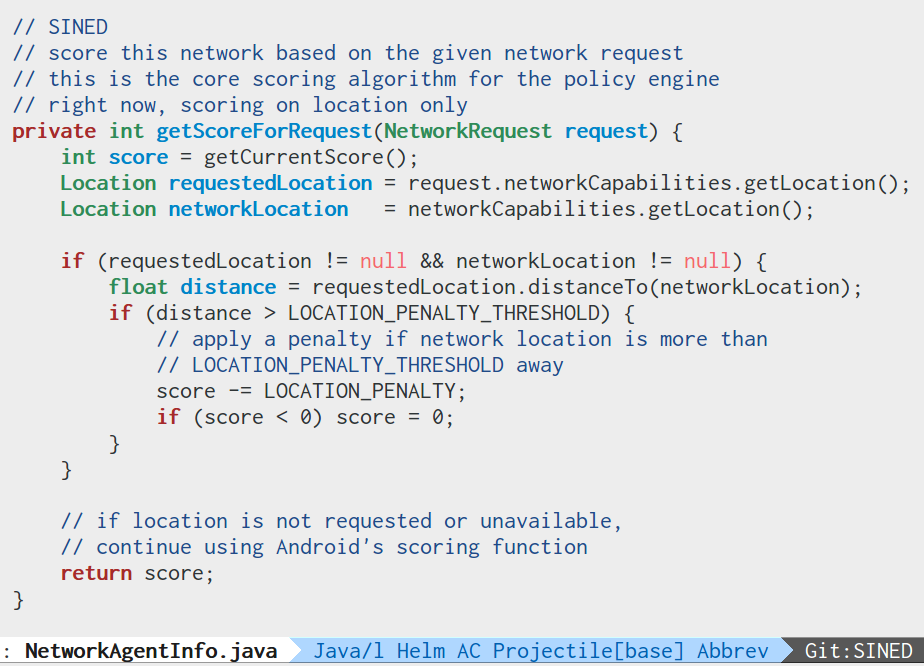 // SINED
// score this network based on the given network request
// this is the core scoring algorithm for the policy engine
// right now, scoring on location only
private int getScoreForRequest(NetworkRequest request) {
    int score = getCurrentScore();
    Location requestedLocation = request.networkCapabilities.getLocation();
    Location networkLocation   = networkCapabilities.getLocation();

    if (requestedLocation != null && networkLocation != null) {
        float distance = requestedLocation.distanceTo(networkLocation);
        if (distance > LOCATION_PENALTY_THRESHOLD) {
            // apply a penalty if network location is more than
            // LOCATION_PENALTY_THRESHOLD away
            score -= LOCATION_PENALTY;
            if (score < 0) score = 0;
        }
    }

    // if location is not requested or unavailable,
    // continue using Android's scoring function
    return score;
}
: NetworkAgentInfo.java Java/l Helm AC Projectile[base] Abbrev Git:SINED